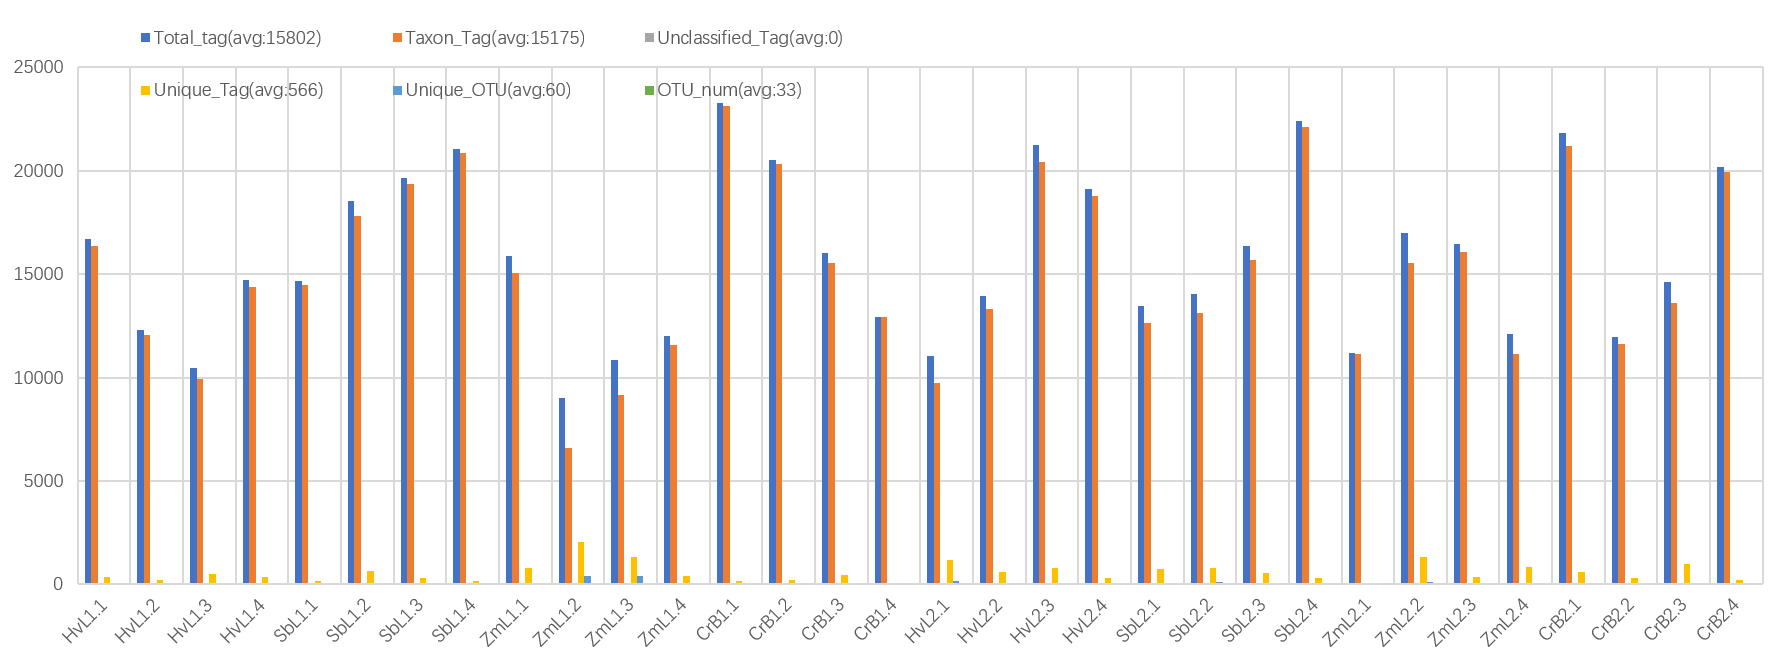 Total_tag(avg:15802) Taxon_Tag(avg:15175) Unclassified_Tag(avg:0)
25000
Unique_Tag(avg:566) Unique_OTU(avg:60) OTU_num(avg:33)
20000
15000
10000
5000
0
HvL1.1 HvL1.2 HvL1.3 HvL1.4 SbL1.1 SbL1.2 SbL1.3 SbL1.4 ZmL1.1 ZmL1.2 ZmL1.3 ZmL1.4 CrB1.1 CrB1.2 CrB1.3 CrB1.4 HvL2.1 HvL2.2 HvL2.3 HvL2.4 SbL2.1 SbL2.2 SbL2.3 SbL2.4 ZmL2.1 ZmL2.2 ZmL2.3 ZmL2.4 CrB2.1 CrB2.2 CrB2.3 CrB2.4